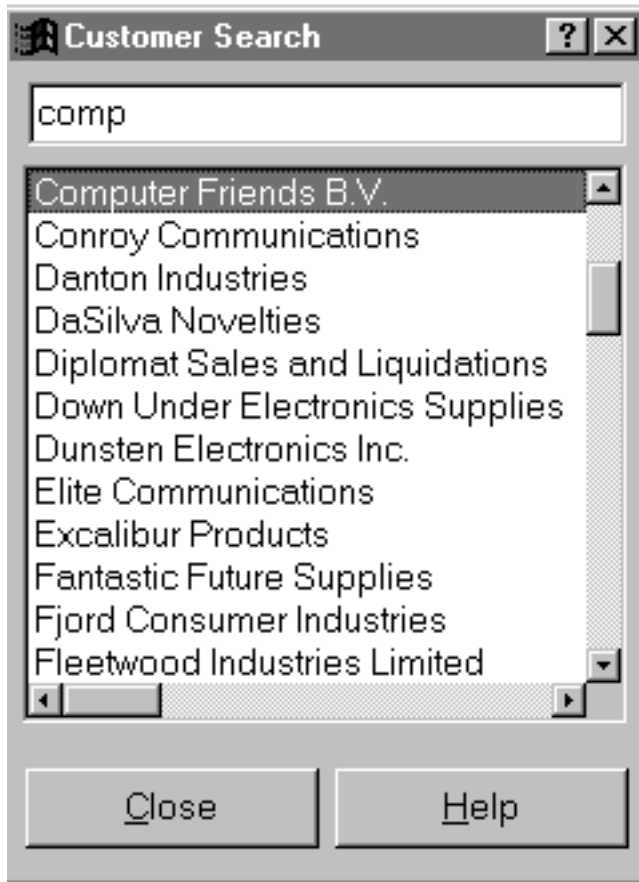 Customer Search
comp
Computer Friends B.V.
Conroy Communications
Danton Industries
DaSilva Novelties
Diplomat Sales and Liquidations
Down Under Electronics Supplies
Dunsten Electronics Inc.
Elite Communications
Excalibur Products
Fantastic Future Supplies
Fjord Consumer Industries
Fleetwood Industries Limited
Close Help